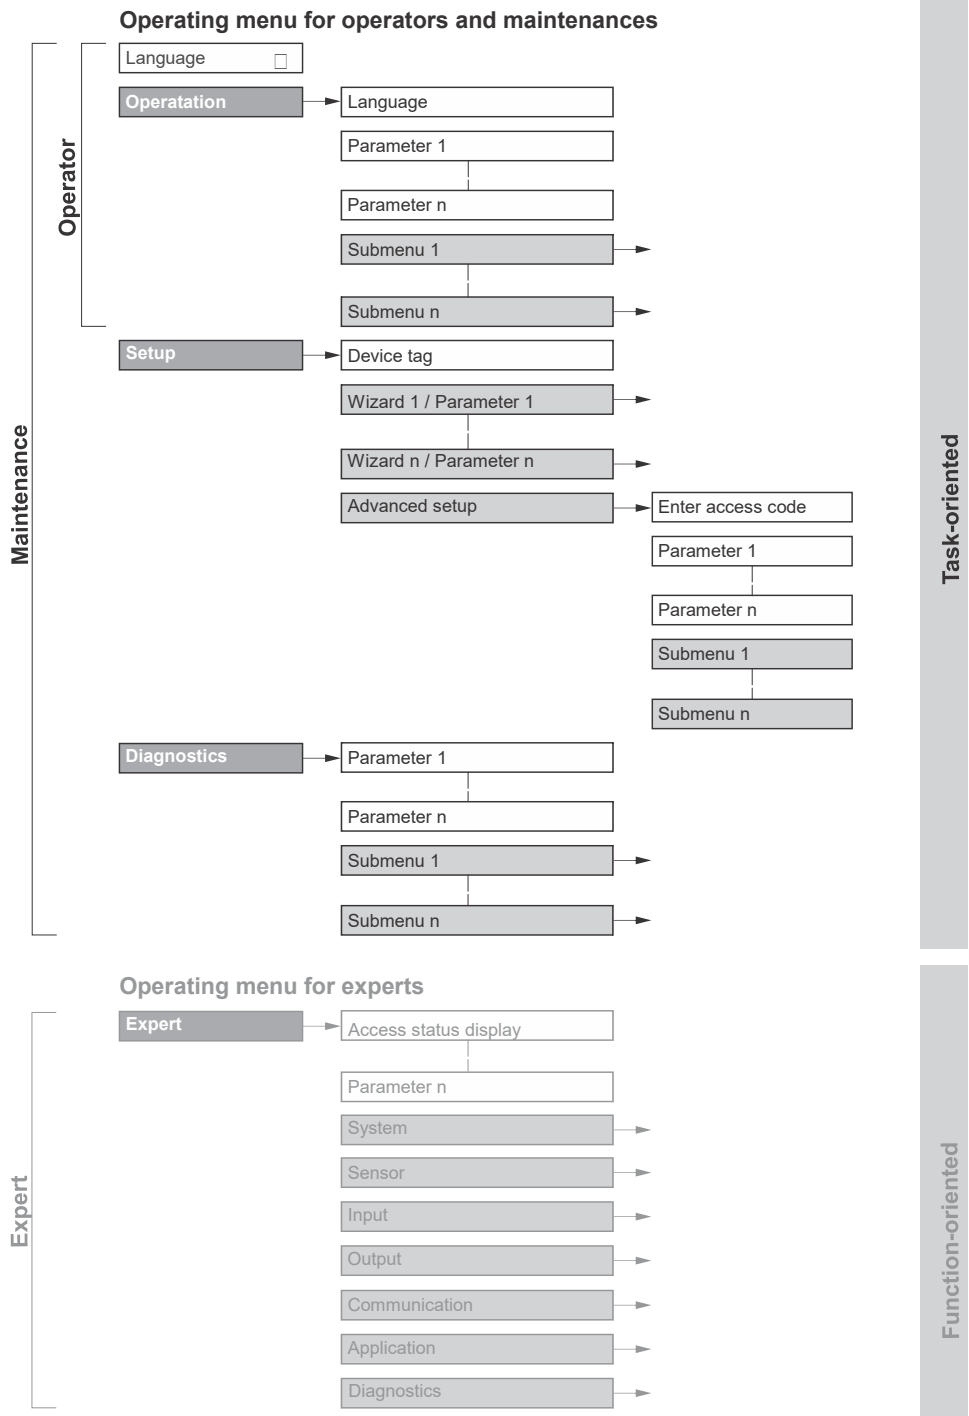 Operating menu for operators and maintenances
Language
Operatation
Language
Parameter 1
Parameter n
Submenu 1
Submenu n
Operator
Setup
Device tag
Wizard 1 / Parameter 1
Wizard n / Parameter n
Advanced setup
Enter access code
Parameter 1
Parameter n
Submenu 1
Submenu n
Maintenance
Task-oriented
Diagnostics
Parameter 1
Parameter n
Submenu 1
Submenu n
Operating menu for experts
Expert
Access status display
Parameter n
System
Sensor
Input
Output
Communication
Application
Diagnostics
Expert
Function-oriented